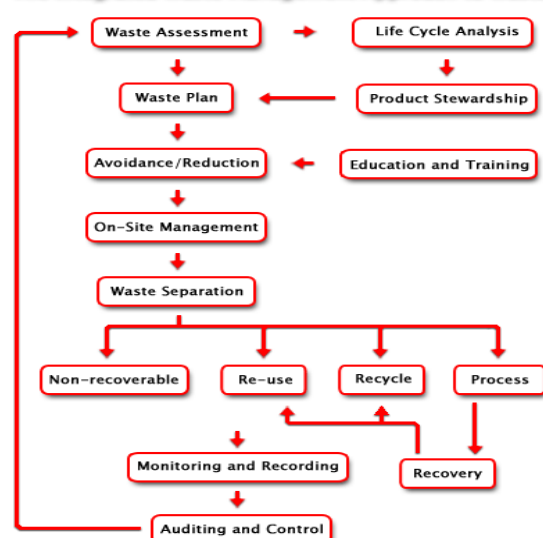 Waste Assessment
Life Cycle Analysis
Waste Plan
Product Stewardship
Avoidance/Reduction
Education and Training
On-Site Management
Waste Separation
Non-recoverable
Re-use
Recycle
Process
Monitoring and Recording
Recovery
Auditing and Control